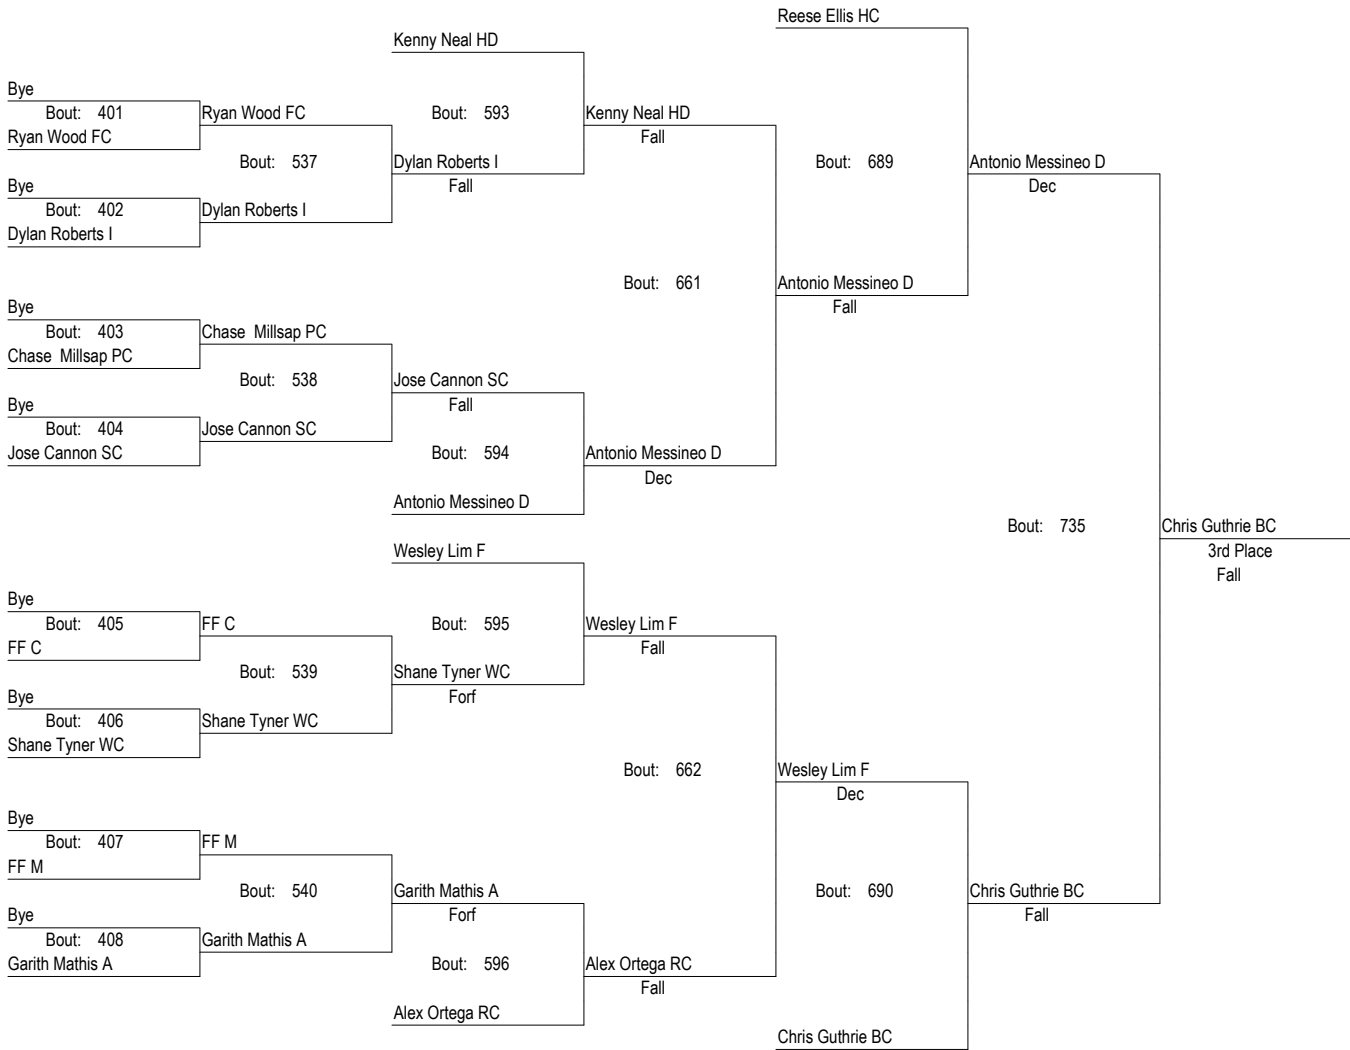 Reese Ellis HC
Kenny Neal HD
Bye
Bout: 401
Ryan Wood FC
Bout: 593
Kenny Neal HD
Ryan Wood FC
Fall
Bout: 537
Dylan Roberts I
Bout: 689
Antonio Messineo D
Bye
Fall
Dec
Bout: 402
Dylan Roberts I
Dylan Roberts I
Bout: 661
Antonio Messineo D
Bye
Fall
Bout: 403
Chase  Millsap PC
Chase  Millsap PC
Bout: 538
Jose Cannon SC
Bye
Fall
Bout: 404
Jose Cannon SC
Jose Cannon SC
Bout: 594
Antonio Messineo D
Dec
Antonio Messineo D
Bout: 735
Chris Guthrie BC
Wesley Lim F
3rd Place
Fall
Bye
Bout: 405
FF C
Bout: 595
Wesley Lim F
FF C
Fall
Bout: 539
Shane Tyner WC
Bye
Forf
Bout: 406
Shane Tyner WC
Shane Tyner WC
Bout: 662
Wesley Lim F
Dec
Bye
Bout: 407
FF M
FF M
Bout: 540
Garith Mathis A
Bout: 690
Chris Guthrie BC
Bye
Forf
Fall
Bout: 408
Garith Mathis A
Garith Mathis A
Bout: 596
Alex Ortega RC
Fall
Alex Ortega RC
Chris Guthrie BC